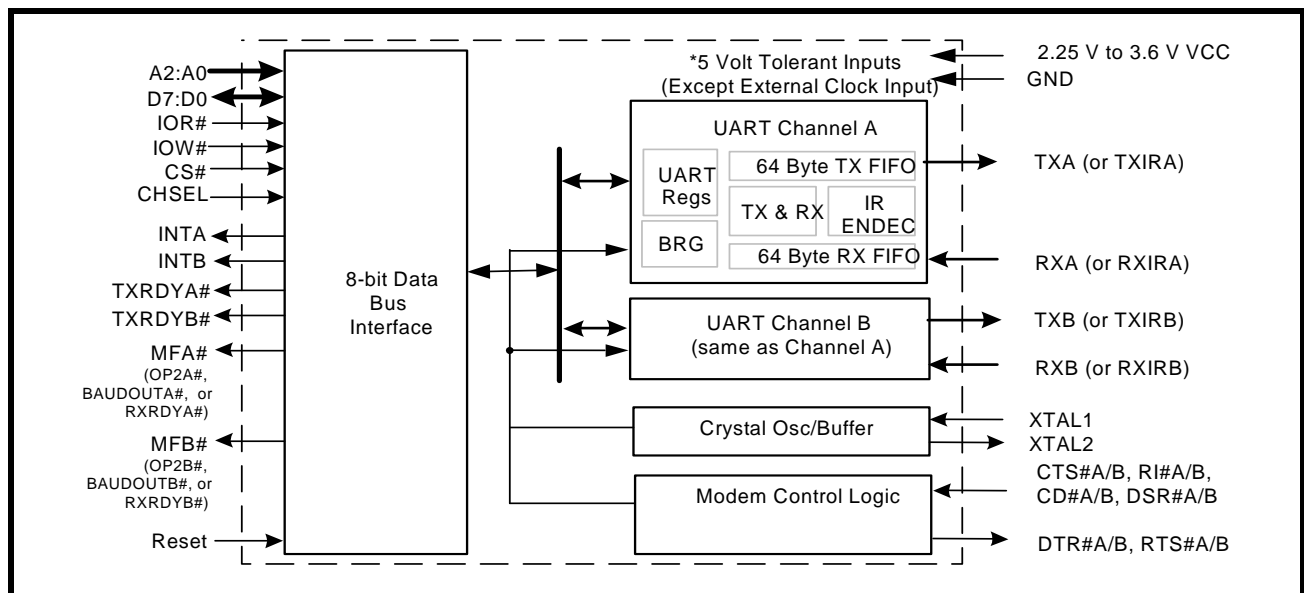 A2:A0
D7:D0
IOR#
IOW#
CS#
CHSEL
INTA
INTB
TXRDYA#
TXRDYB#
MFA#
(OP2A#,
BAUDOUTA#, or
RXRDYA#)
MFB#
(OP2B#,
BAUDOUTB#, or
RXRDYB#)
Reset
8-bit Data
Bus
Interface
*5 Volt Tolerant Inputs
(Except External Clock Input)
UART Channel A
UART
Regs
BRG
64 Byte TX FIFO
TX & RX
IR
ENDEC
64 Byte RX FIFO
UART Channel B
(same as Channel A)
Crystal Osc/Buffer
Modem Control Logic
2.25 V to 3.6 V VCC
GND
TXA (or TXIRA)
RXA (or RXIRA)
TXB (or TXIRB)
RXB (or RXIRB)
XTAL1
XTAL2
CTS#A/B, RI#A/B,
CD#A/B, DSR#A/B
DTR#A/B, RTS#A/B